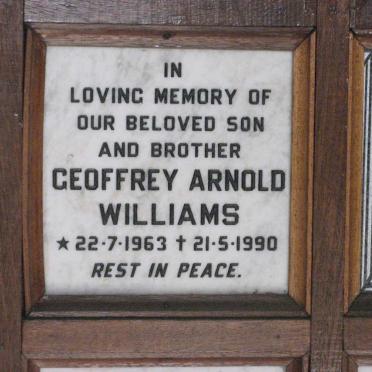 IN
LOVING MEMORY OF
OUR BELOVED SON
AND BROTHER
GEOFFREY ARNOLD
WILLIAMS
★ 22·7·1963 † 21·5·1990
REST IN PEACE.